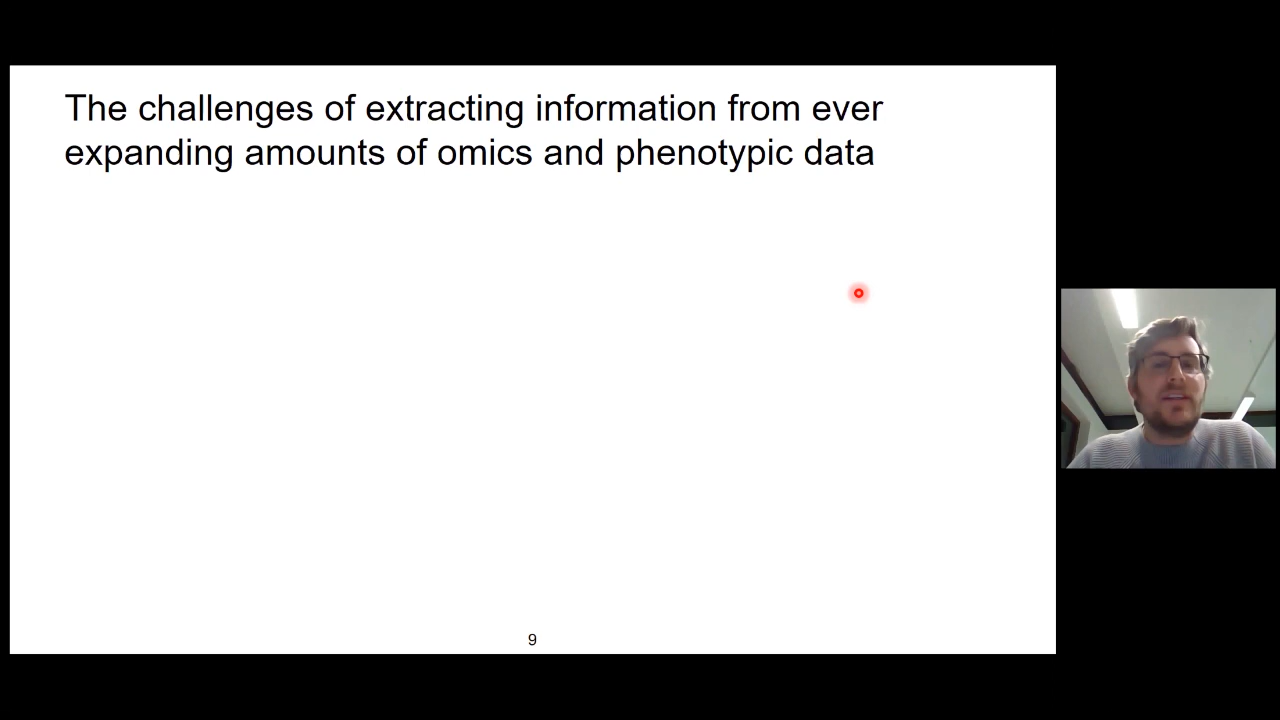 The challenges of extracting information from ever
expanding amounts of omics and phenotypic data
9